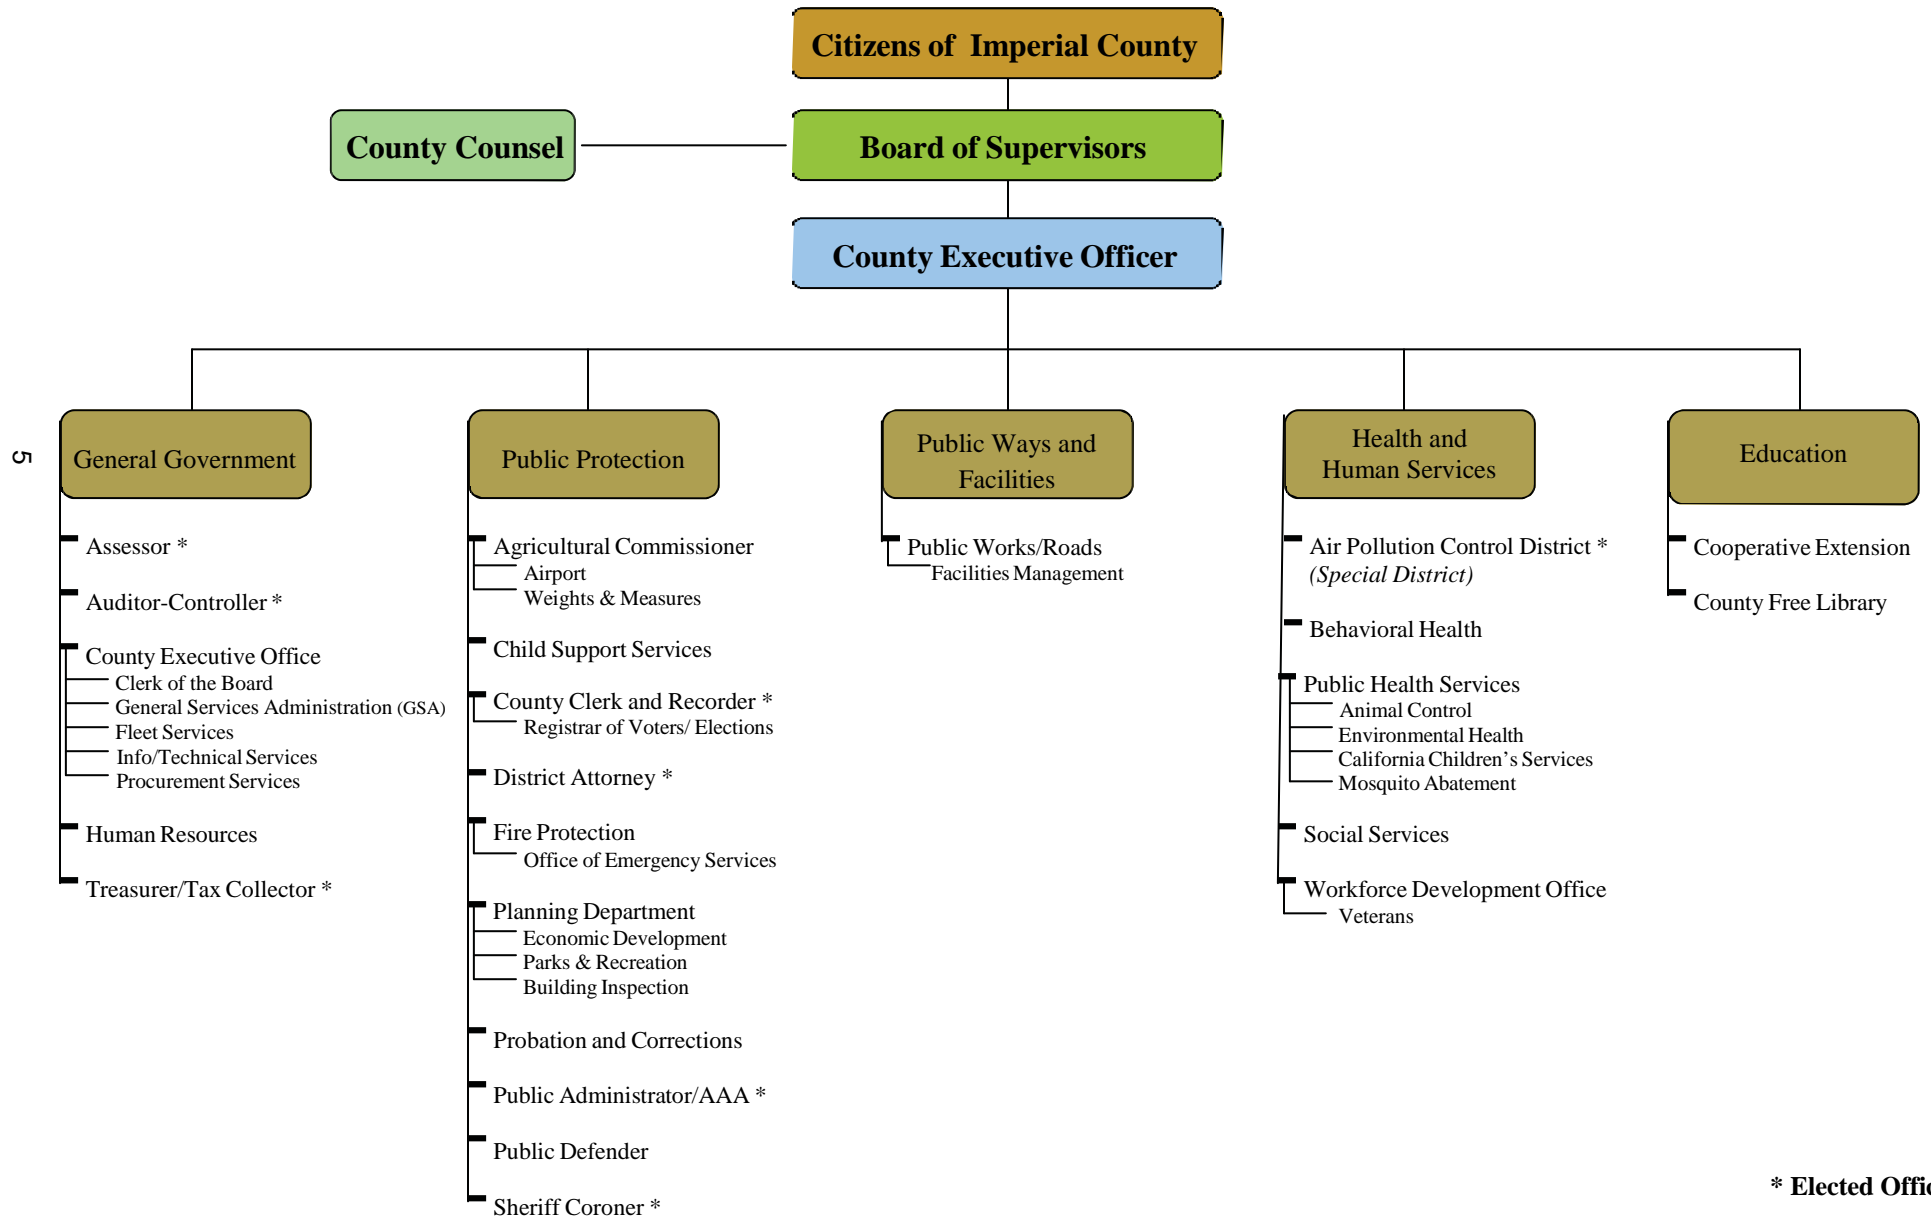 Citizens of Imperial County
County Counsel
Board of Supervisors
County Executive Officer
5
General Government
Assessor *
Auditor-Controller *
County Executive Office
Clerk of the Board
General Services Administration (GSA)
Fleet Services
Info/Technical Services
Procurement Services
Human Resources
Treasurer/Tax Collector *
Public Protection
Agricultural Commissioner
Airport
Weights & Measures
Child Support Services
County Clerk and Recorder *
Registrar of Voters/ Elections
District Attorney *
Fire Protection
Office of Emergency Services
Planning Department
Economic Development
Parks & Recreation
Building Inspection
Probation and Corrections
Public Administrator/AAA *
Public Defender
Sheriff Coroner *
Public Ways and
Facilities
Public Works/Roads
Facilities Management
Health and
Human Services
Air Pollution Control District *
(Special District)
Behavioral Health
Public Health Services
Animal Control
Environmental Health
California Children’s Services
Mosquito Abatement
Social Services
Workforce Development Office
Veterans
Education
Cooperative Extension
County Free Library
* Elected